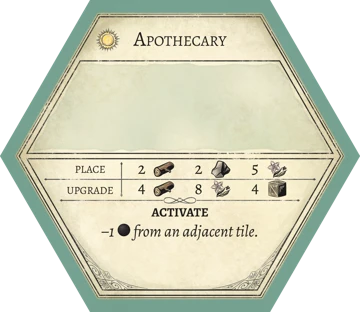 Apothecary
PLACE 2 2 5
UPGRADE 4 8 4
ACTIVATE
–1 from an adjacent tile.